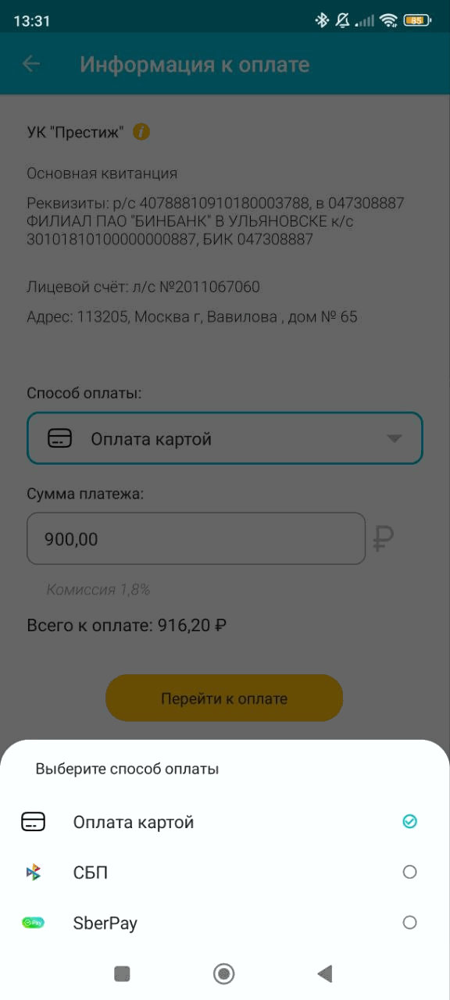 13:31
85
Информация к оплате
УК "Престиж"
Основная квитанция
Реквизиты: р/с 40788810910180003788, в 047308887
ФИЛИАЛ ПАО "БИНБАНК" В УЛЬЯНОВСКЕ к/с
30101810100000000887, БИК 047308887
Лицевой счёт: л/с №2011067060
Адрес: 113205, Москва г, Вавилова , дом № 65
Способ оплаты:
Оплата картой
Сумма платежа:
900,00 ₽
Комиссия 1,8%
Всего к оплате: 916,20 ₽
Перейти к оплате
Выберите способ оплаты
Оплата картой
СБП
Pay SberPay